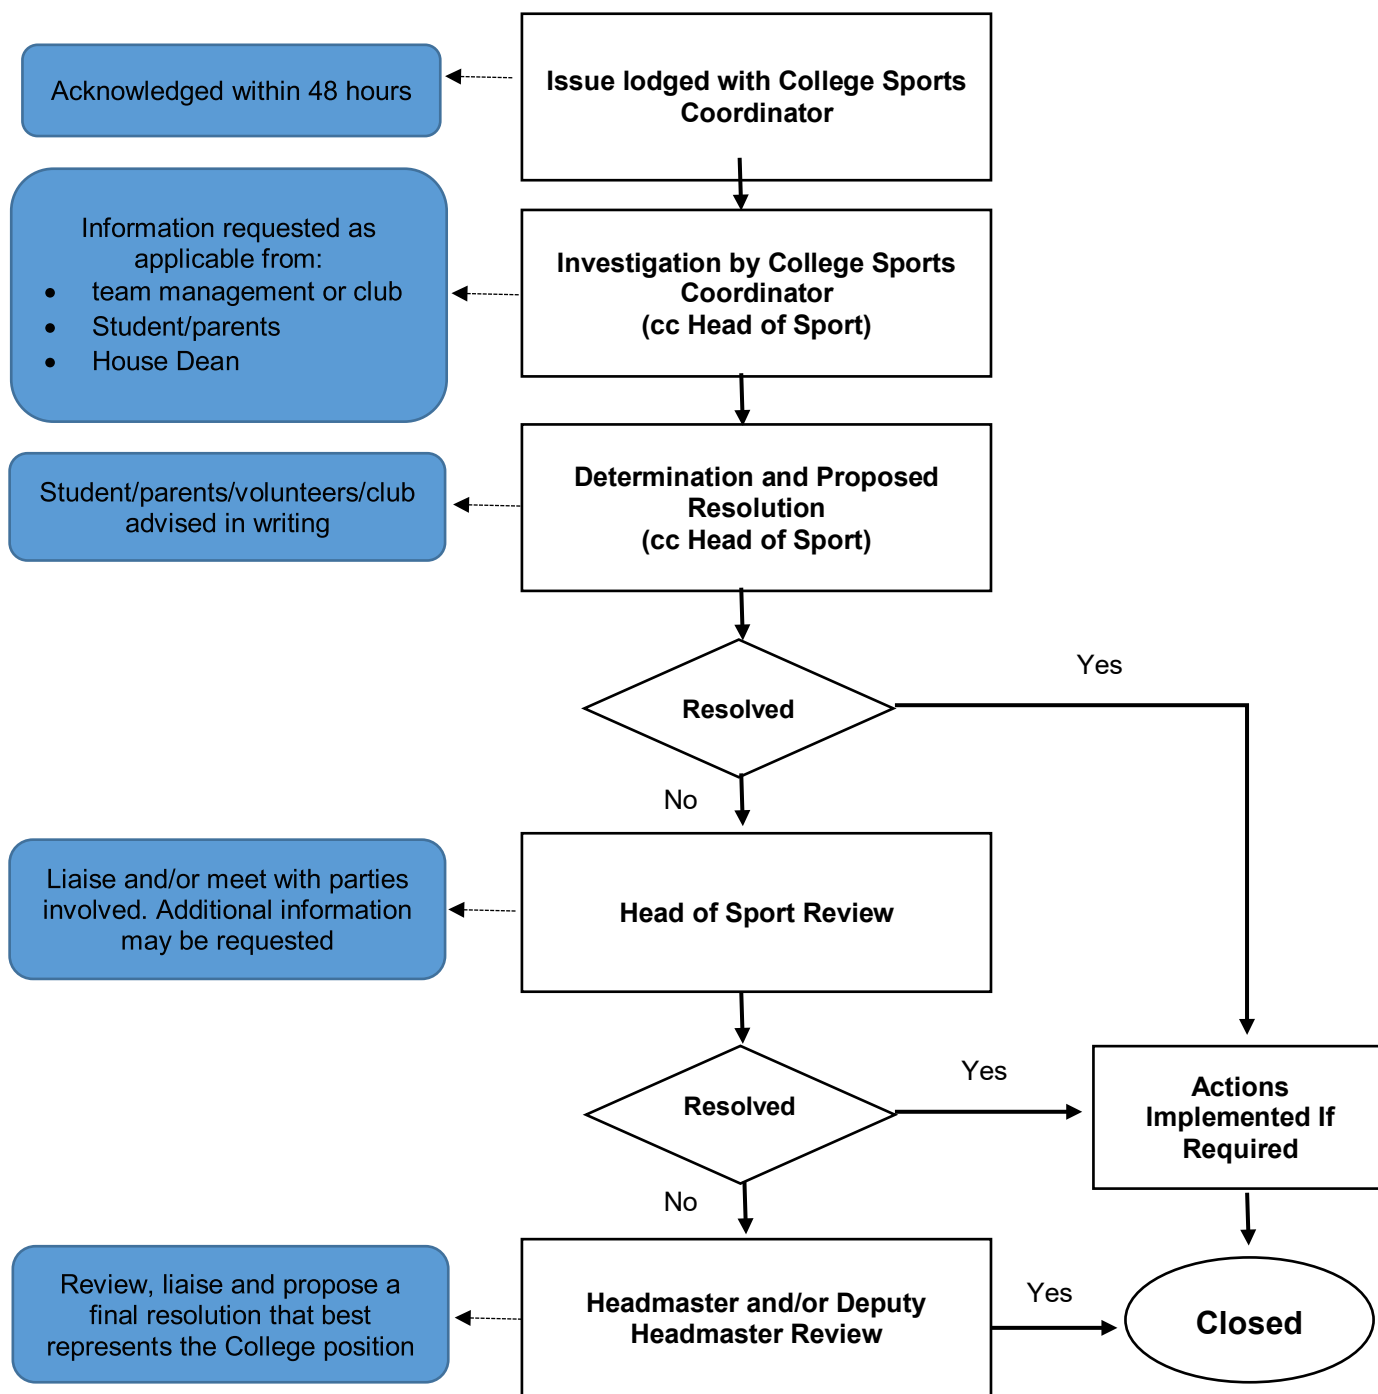 Issue lodged with College Sports
Coordinator
Acknowledged within 48 hours
Investigation by College Sports
Coordinator
(cc Head of Sport)
Information requested as
applicable from:
• team management or club
• Student/parents
• House Dean
Determination and Proposed
Resolution
(cc Head of Sport)
Student/parents/volunteers/club
advised in writing
Resolved
Yes
No
Head of Sport Review
Liaise and/or meet with parties
involved. Additional information
may be requested
Resolved
Yes
Actions
Implemented If
Required
No
Headmaster and/or Deputy
Headmaster Review
Review, liaise and propose a
final resolution that best
represents the College position
Yes
Closed